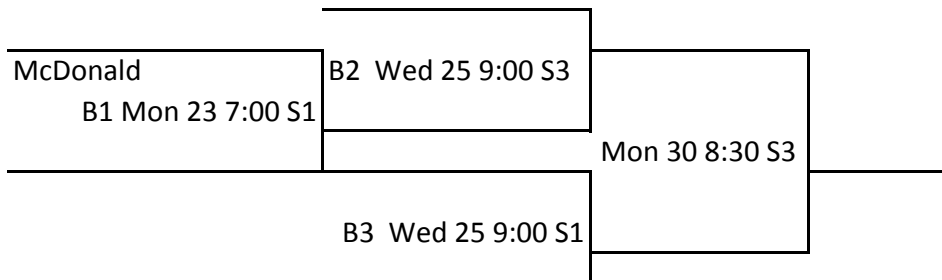 McDonald
B2 Wed 25 9:00 S3
B1 Mon 23 7:00 S1
Mon 30 8:30 S3
B3 Wed 25 9:00 S1